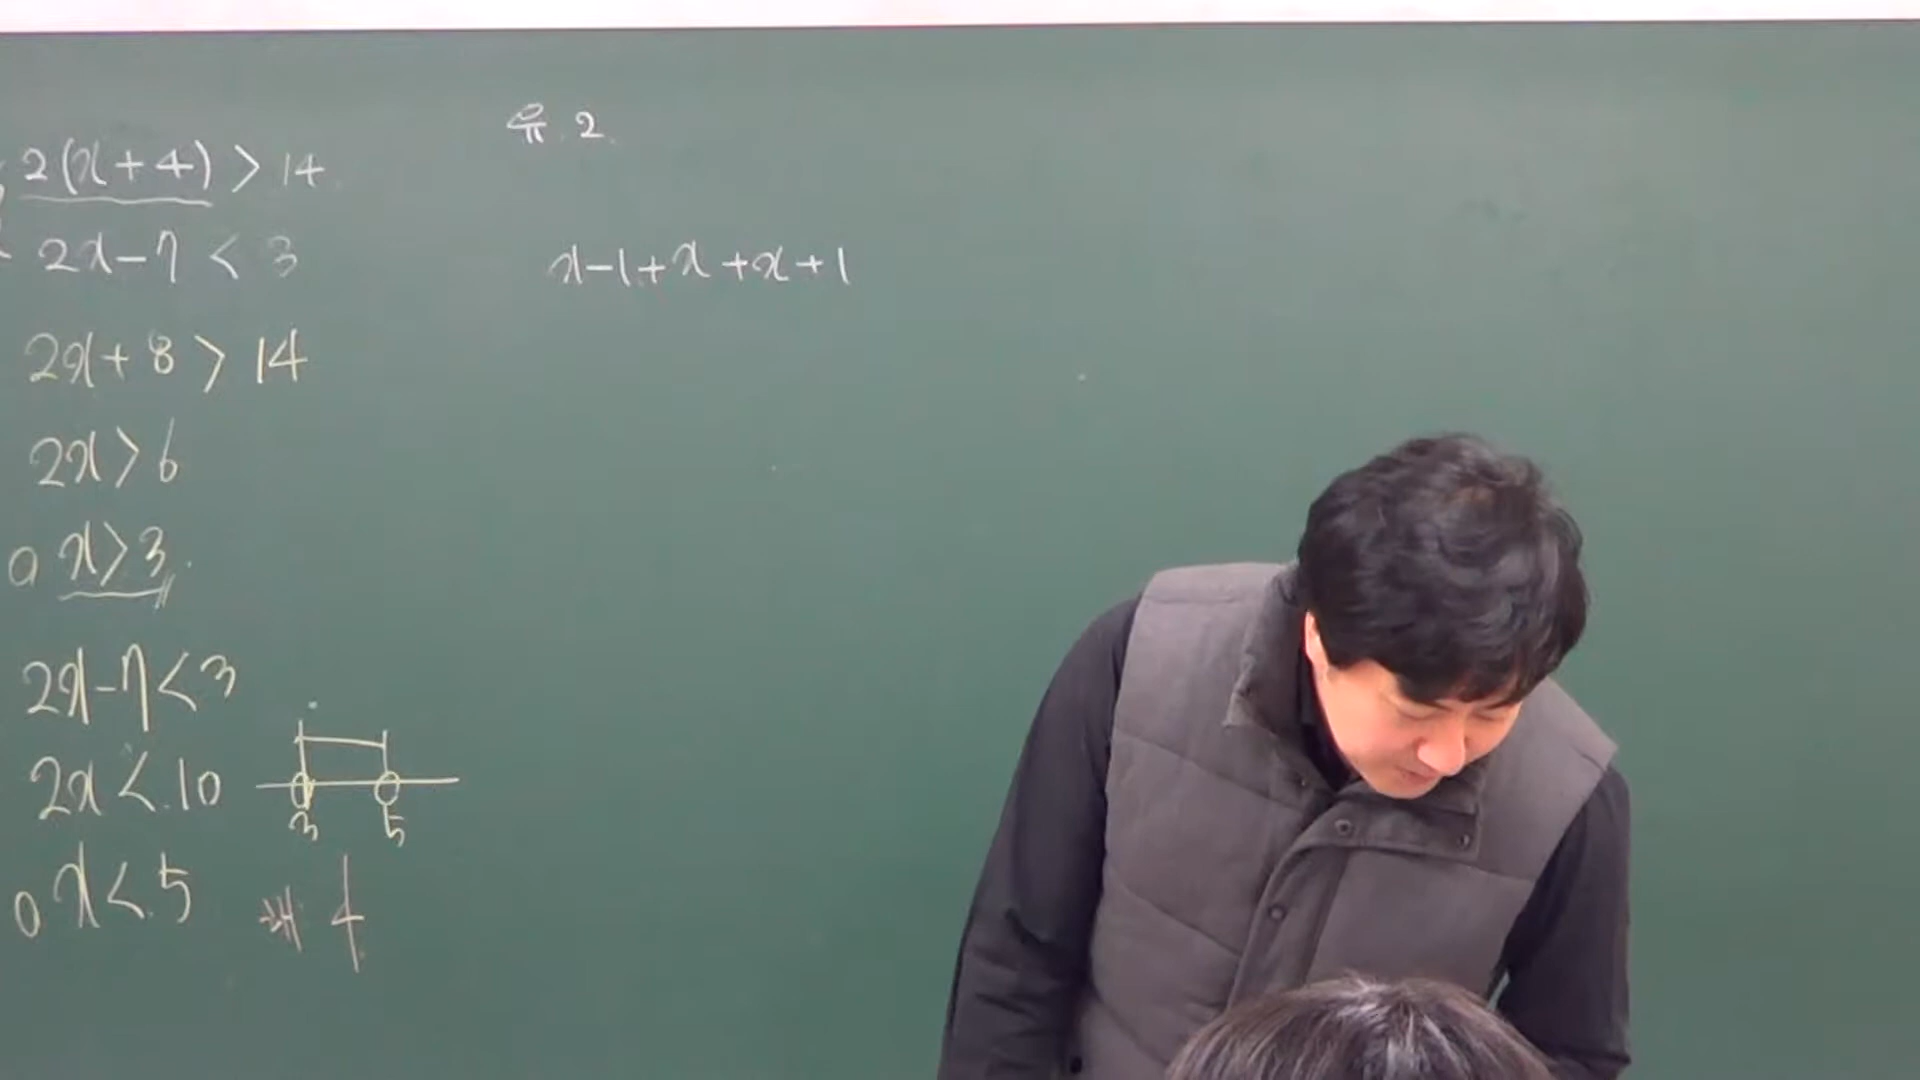 2(x+4) > 14
2x-7 < 3
2x+8 > 14
2x > 6
x > 3
2x-7 < 3
2x < 10
x < 5
3 5
4
유. 2.
x-1+x+x+1